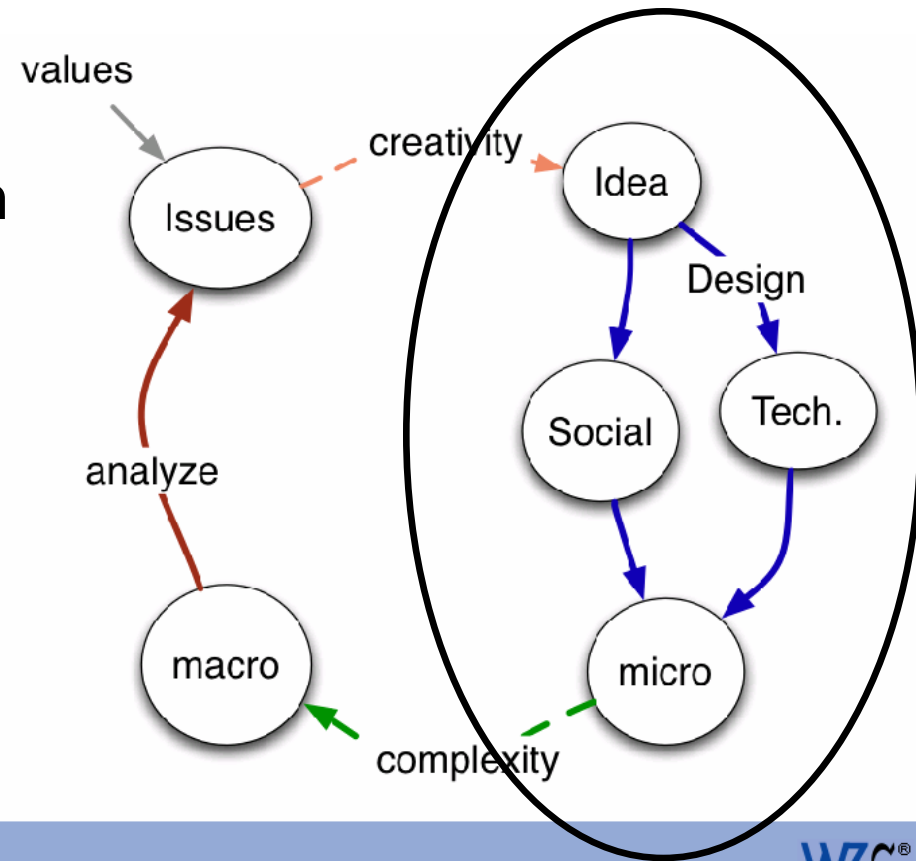 values
creativity
Idea
Issues
Design
Social
Tech.
analyze
macro
micro
complexity